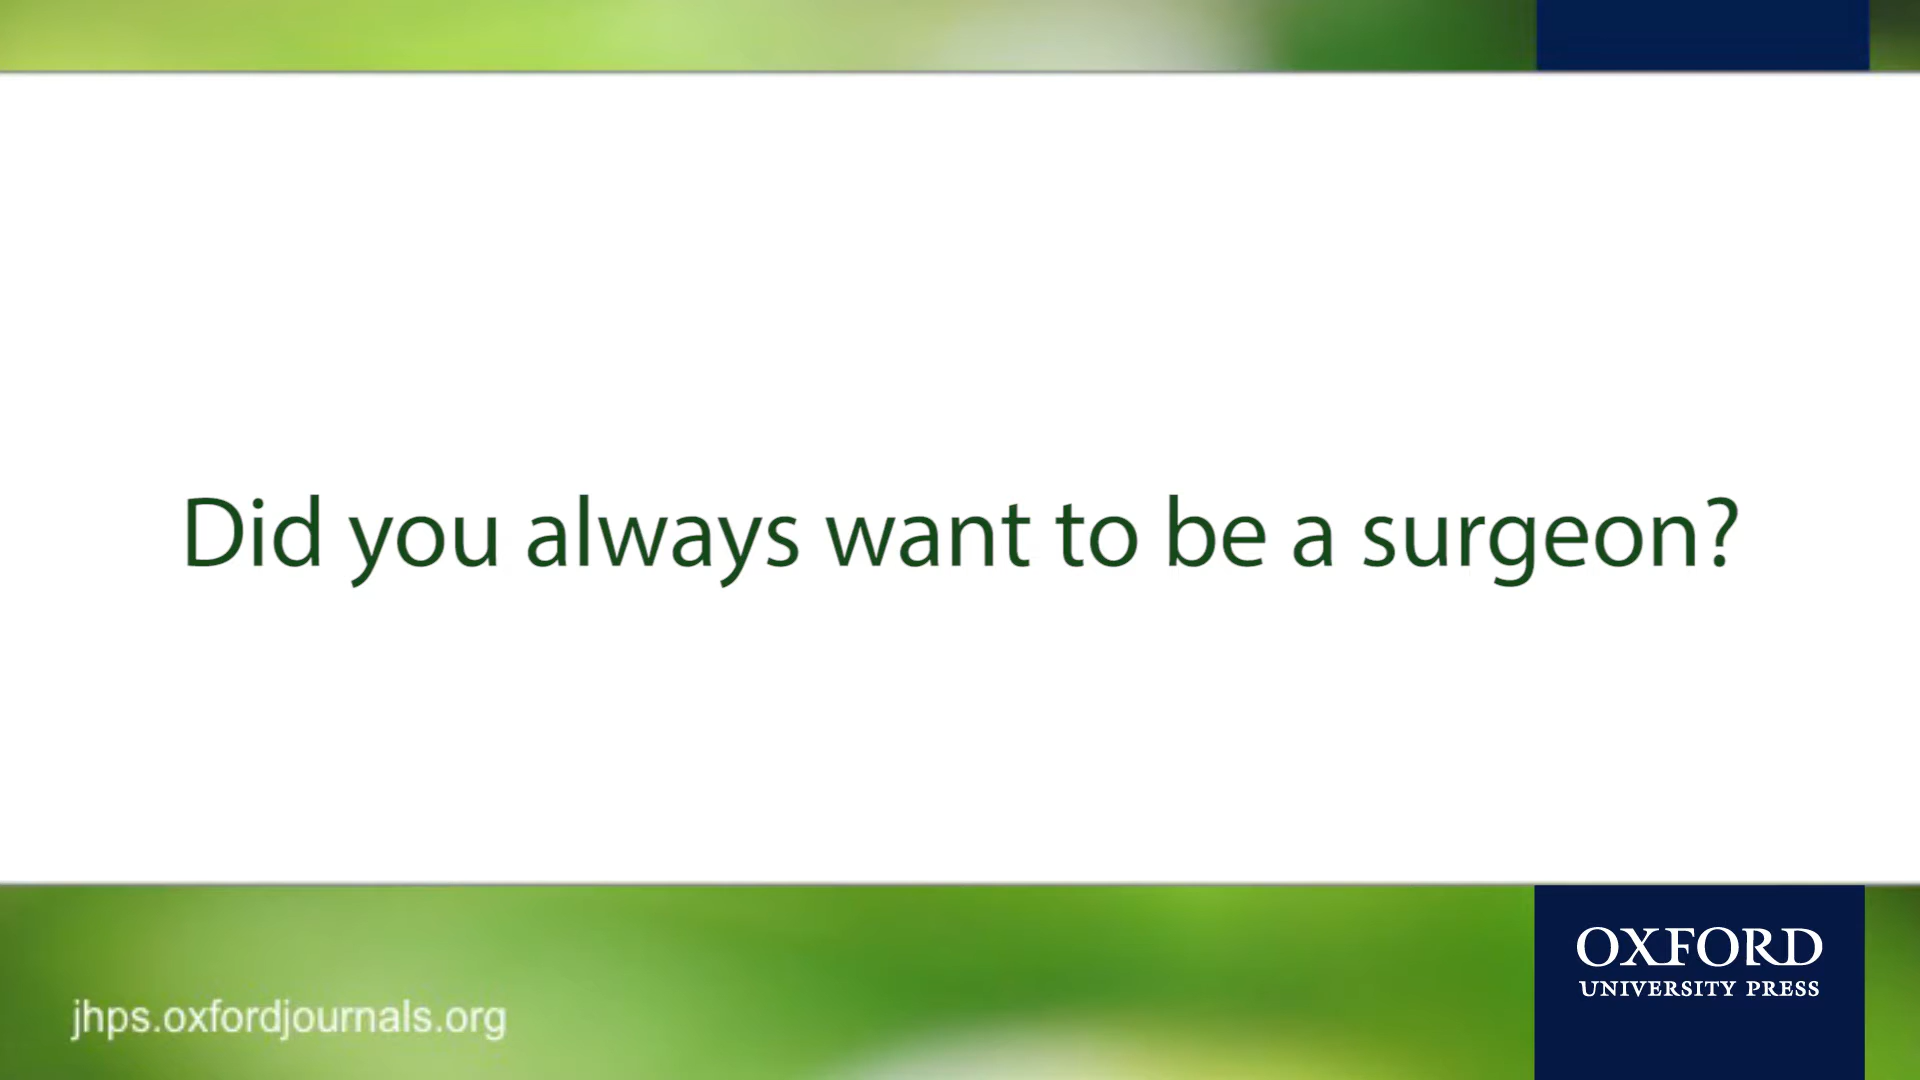 Did you always want to be a surgeon?
jhps.oxfordjournals.org
OXFORD
UNIVERSITY PRESS